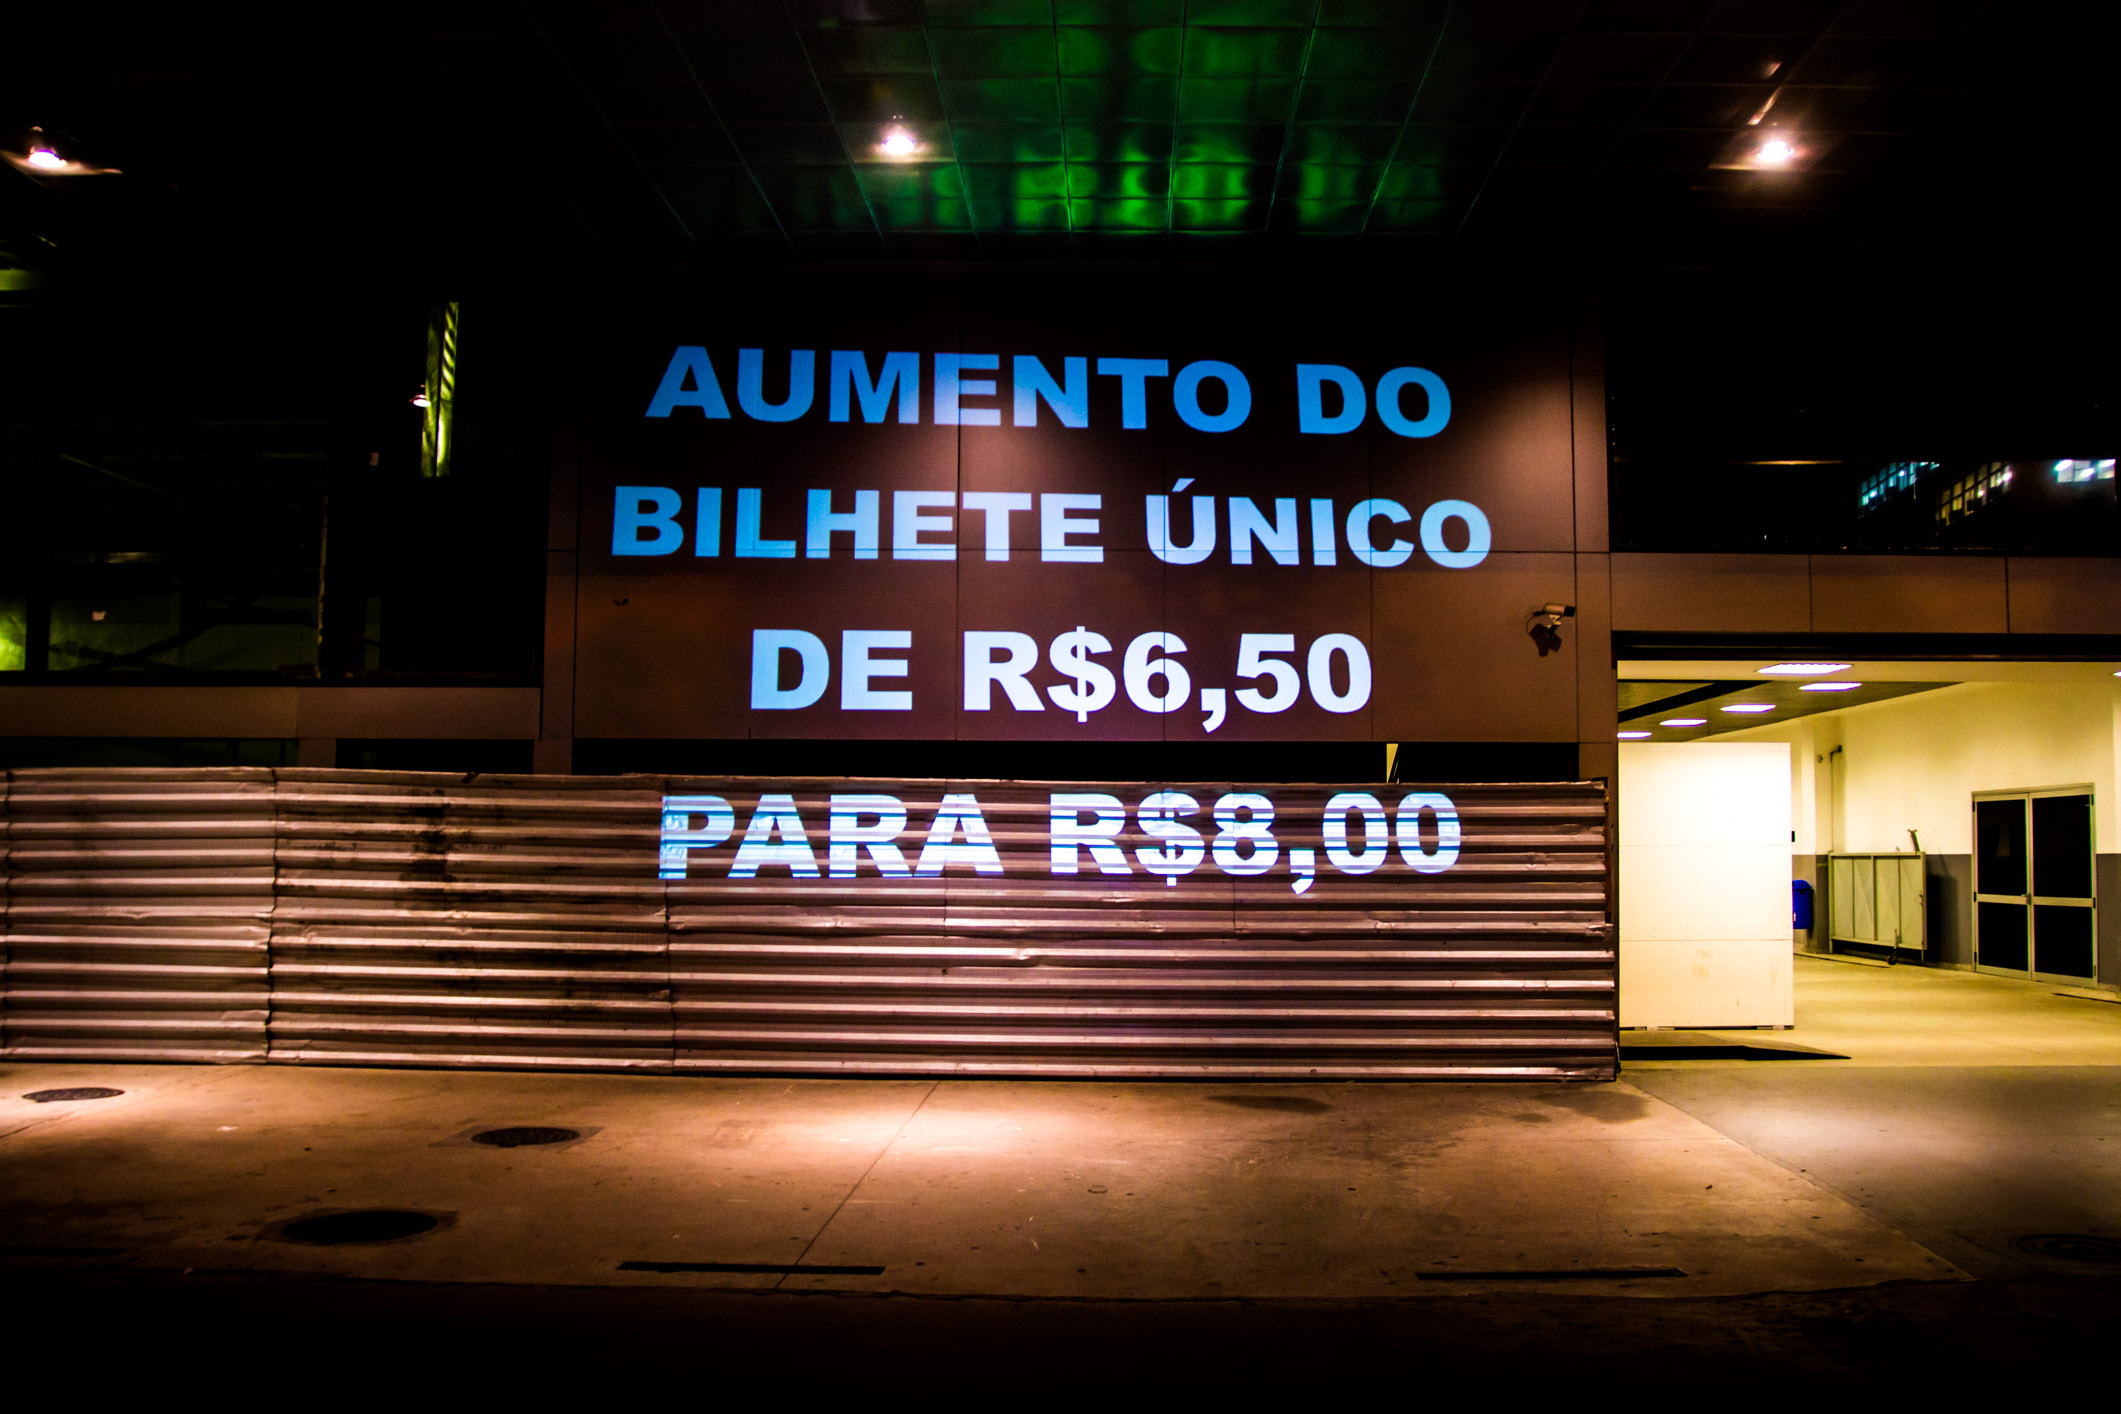 AUMENTO DO
BILHETE ÚNICO
DE R$6,50
PARA R$8,00